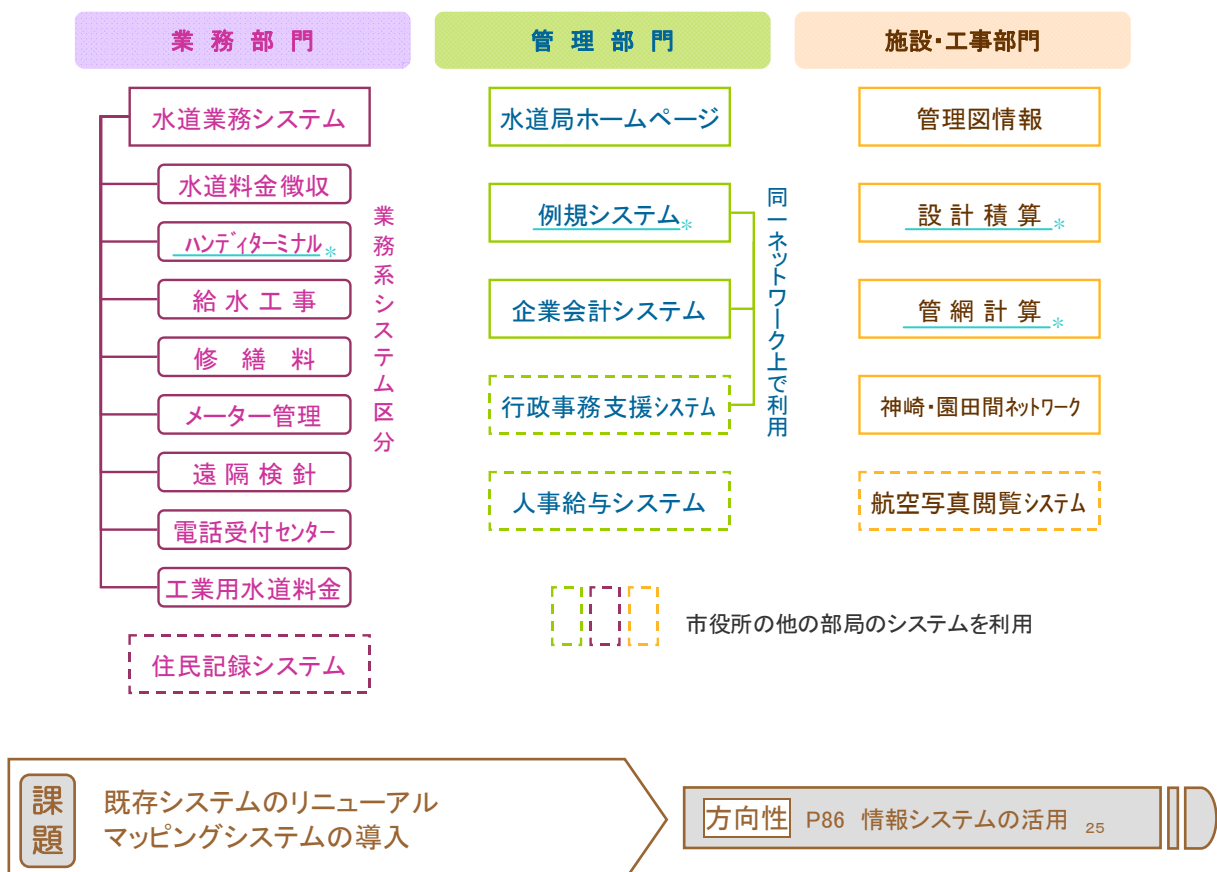 業務部門
水道業務システム
水道料金徴収
ハンディターミナル*
給水工事
修繕料
メーター管理
遠隔検針
電話受付センター
工業用水道料金
業務系システム区分
住民記録システム
管理部門
水道局ホームページ
例規システム*
企業会計システム
行政事務支援システム
人事給与システム
同一ネットワーク上で利用
施設・工事部門
管理図情報
設計積算*
管網計算*
神崎・園田間ネットワーク
航空写真閲覧システム
市役所の他の部局のシステムを利用
課題
既存システムのリニューアル
マッピングシステムの導入
方向性 P86 情報システムの活用 25